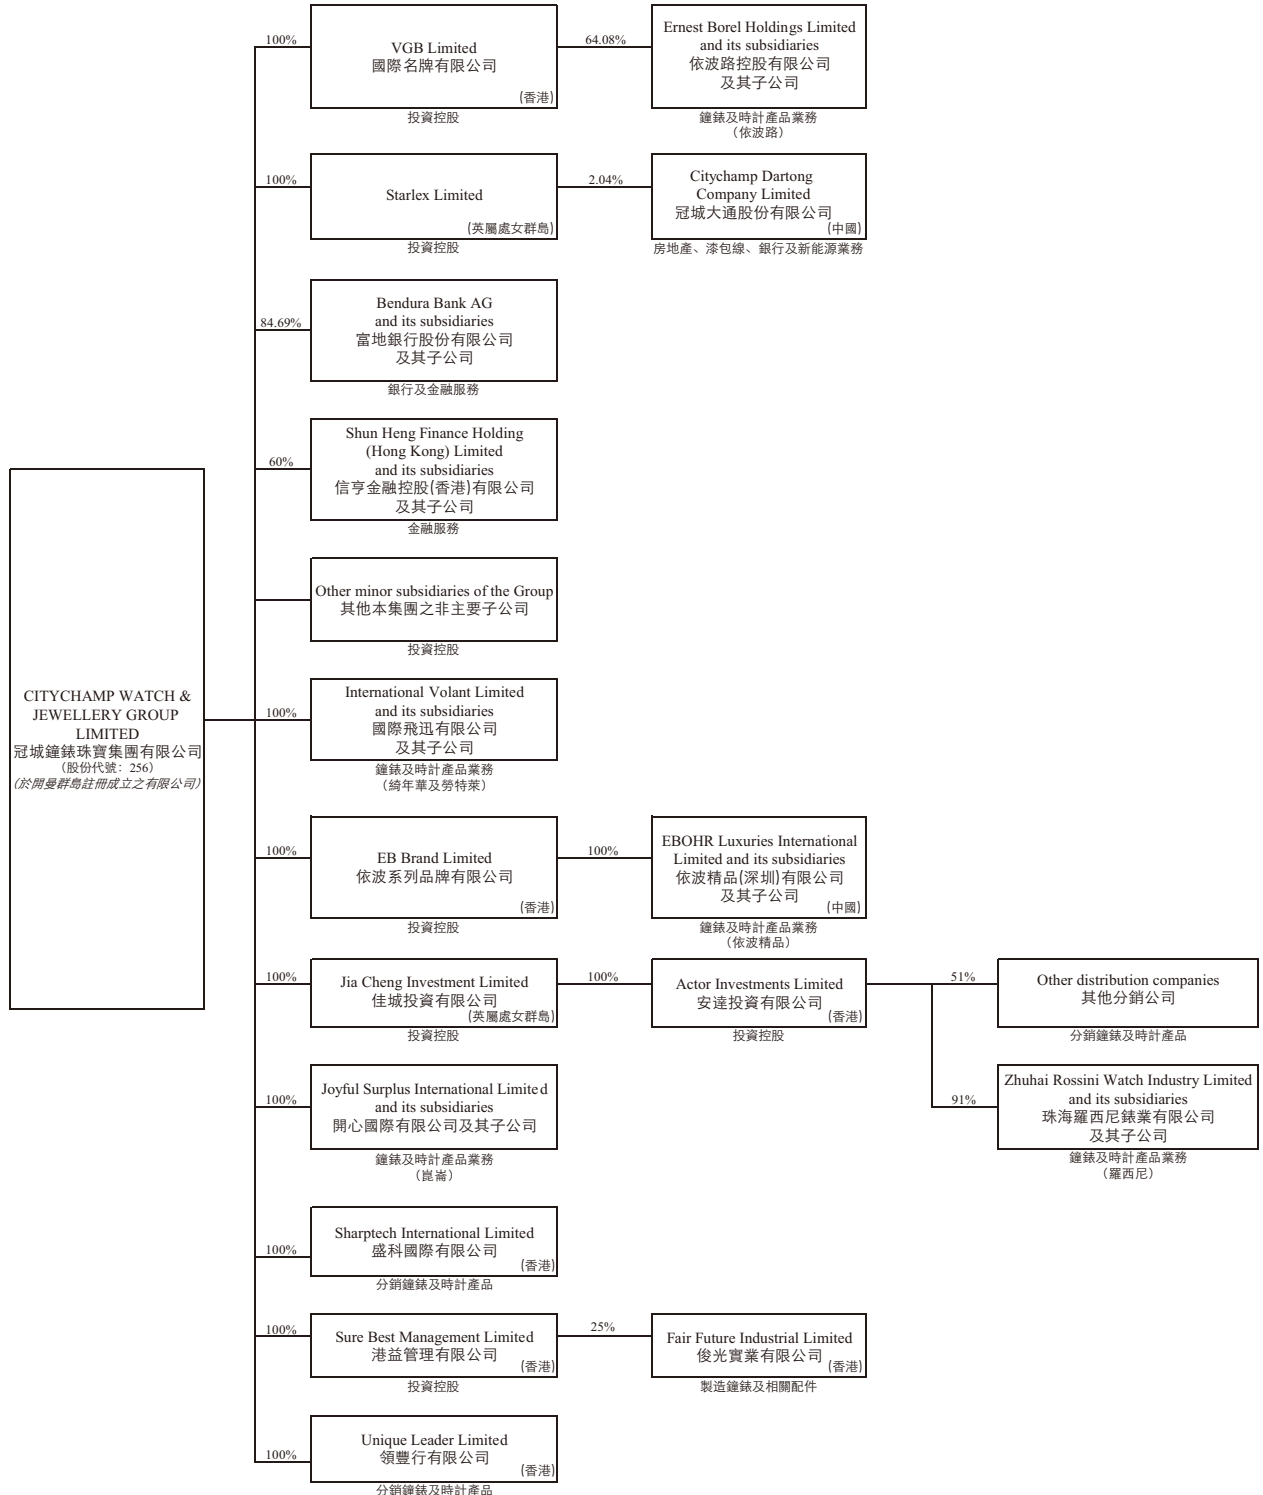 100%
VGB Limited
國際名牌有限公司
(香港)
投資控股
64.08%
Ernest Borel Holdings Limited
and its subsidiaries
依波路控股有限公司
及其子公司
鐘錶及時計產品業務
（依波路）
100%
Starlex Limited
(英屬處女群島)
投資控股
2.04%
Citychamp Dartong
Company Limited
冠城大通股份有限公司
(中國)
房地產、漆包線、銀行及新能源業務
84.69%
Bendura Bank AG
and its subsidiaries
富地銀行股份有限公司
及其子公司
銀行及金融服務
60%
Shun Heng Finance Holding
(Hong Kong) Limited
and its subsidiaries
信亨金融控股(香港)有限公司
及其子公司
金融服務
Other minor subsidiaries of the Group
其他本集團之非主要子公司
投資控股
CITYCHAMP WATCH &
JEWELLERY GROUP
LIMITED
冠城鐘錶珠寶集團有限公司
（股份代號：256）
（於開曼群島註冊成立之有限公司）
100%
International Volant Limited
and its subsidiaries
國際飛迅有限公司
及其子公司
鐘錶及時計產品業務
（綺年華及勞特萊）
100%
EB Brand Limited
依波系列品牌有限公司
(香港)
投資控股
100%
EBOHR Luxuries International
Limited and its subsidiaries
依波精品(深圳)有限公司
及其子公司
(中國)
鐘錶及時計產品業務
（依波精品）
100%
Jia Cheng Investment Limited
佳城投資有限公司
(英屬處女群島)
投資控股
100%
Actor Investments Limited
安達投資有限公司
(香港)
投資控股
51%
Other distribution companies
其他分銷公司
分銷鐘錶及時計產品
91%
Zhuhai Rossini Watch Industry Limited
and its subsidiaries
珠海羅西尼錶業有限公司
及其子公司
鐘錶及時計產品業務
（羅西尼）
100%
Joyful Surplus International Limited
and its subsidiaries
開心國際有限公司及其子公司
鐘錶及時計產品業務
（崑崙）
100%
Sharptech International Limited
盛科國際有限公司
(香港)
分銷鐘錶及時計產品
100%
Sure Best Management Limited
港益管理有限公司
(香港)
投資控股
25%
Fair Future Industrial Limited
俊光實業有限公司
(香港)
製造鐘錶及相關配件
100%
Unique Leader Limited
領豐行有限公司
(香港)
分銷鐘錶及時計產品